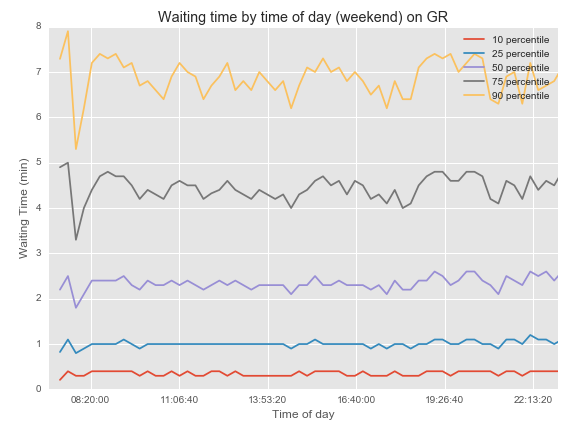 Waiting time by time of day (weekend) on GR
Waiting Time (min)
8
7
6
5
4
3
2
1
0
10 percentile
25 percentile
50 percentile
75 percentile
90 percentile
08:20:00
11:06:40
13:53:20
16:40:00
19:26:40
22:13:20
Time of day